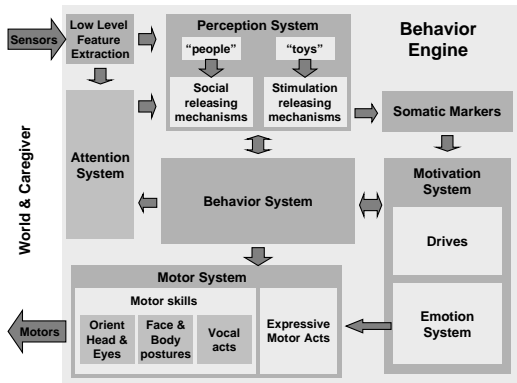 Sensors
Low Level
Feature
Extraction
Perception System
"people"
"toys"
Social
releasing
mechanisms
Stimulation
releasing
mechanisms
Behavior
Engine
Somatic Markers
World & Caregiver
Attention
System
Behavior System
Motivation
System
Drives
Emotion
System
Motor System
Motor skills
Orient
Head &
Eyes
Face &
Body
postures
Vocal
acts
Expressive
Motor Acts
Motors